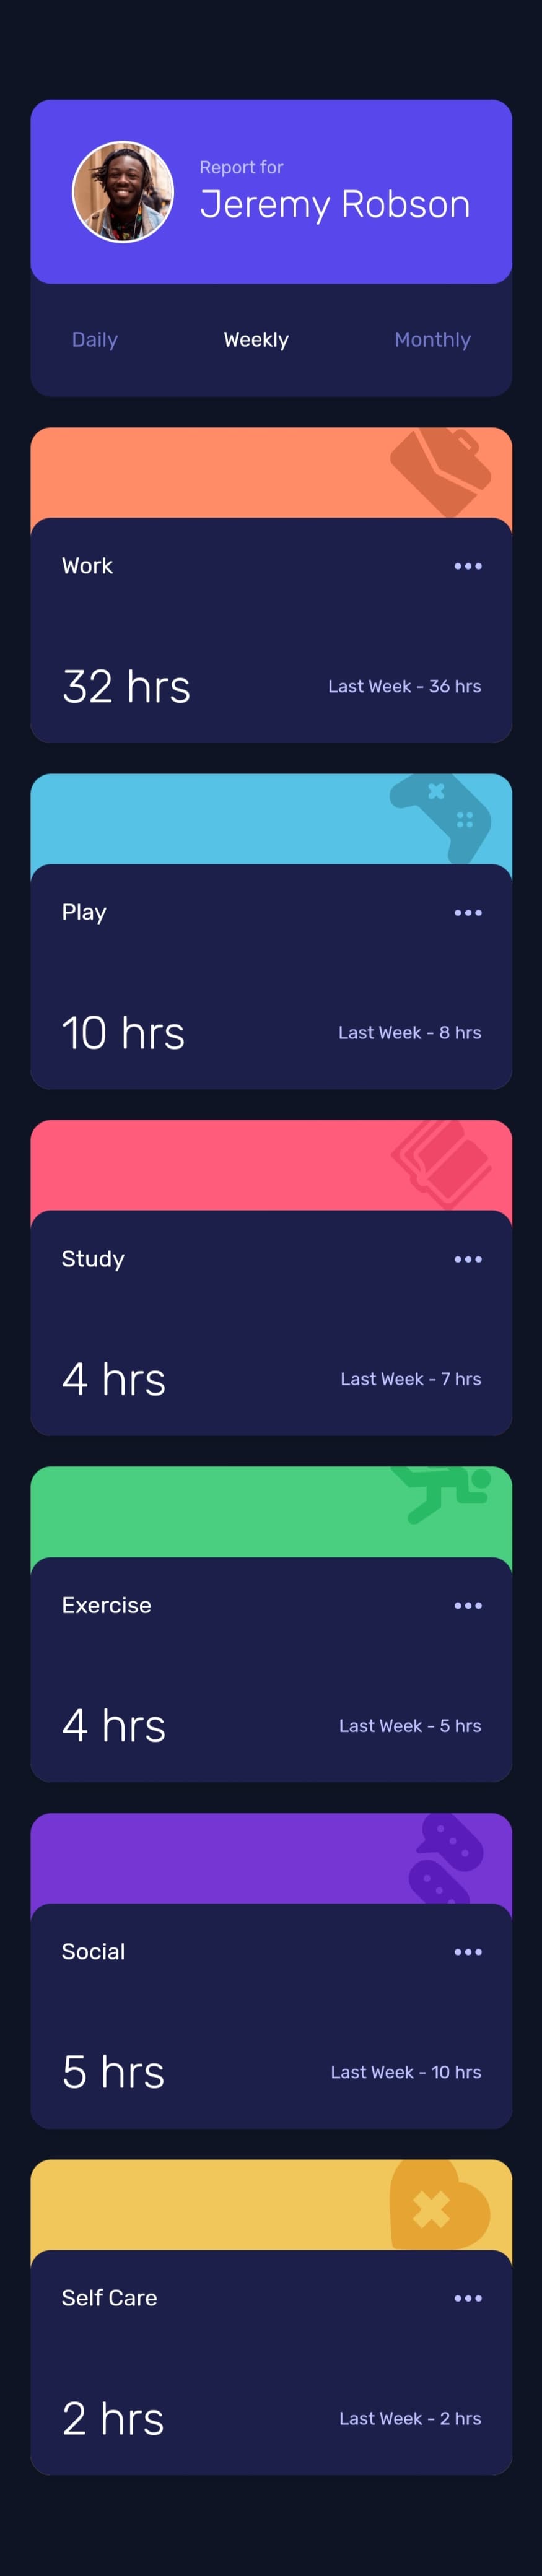 Report for
Jeremy Robson
Daily Weekly Monthly
Work
32 hrs Last Week - 36 hrs
Play
10 hrs Last Week - 8 hrs
Study
4 hrs Last Week - 7 hrs
Exercise
4 hrs Last Week - 5 hrs
Social
5 hrs Last Week - 10 hrs
Self Care
2 hrs Last Week - 2 hrs